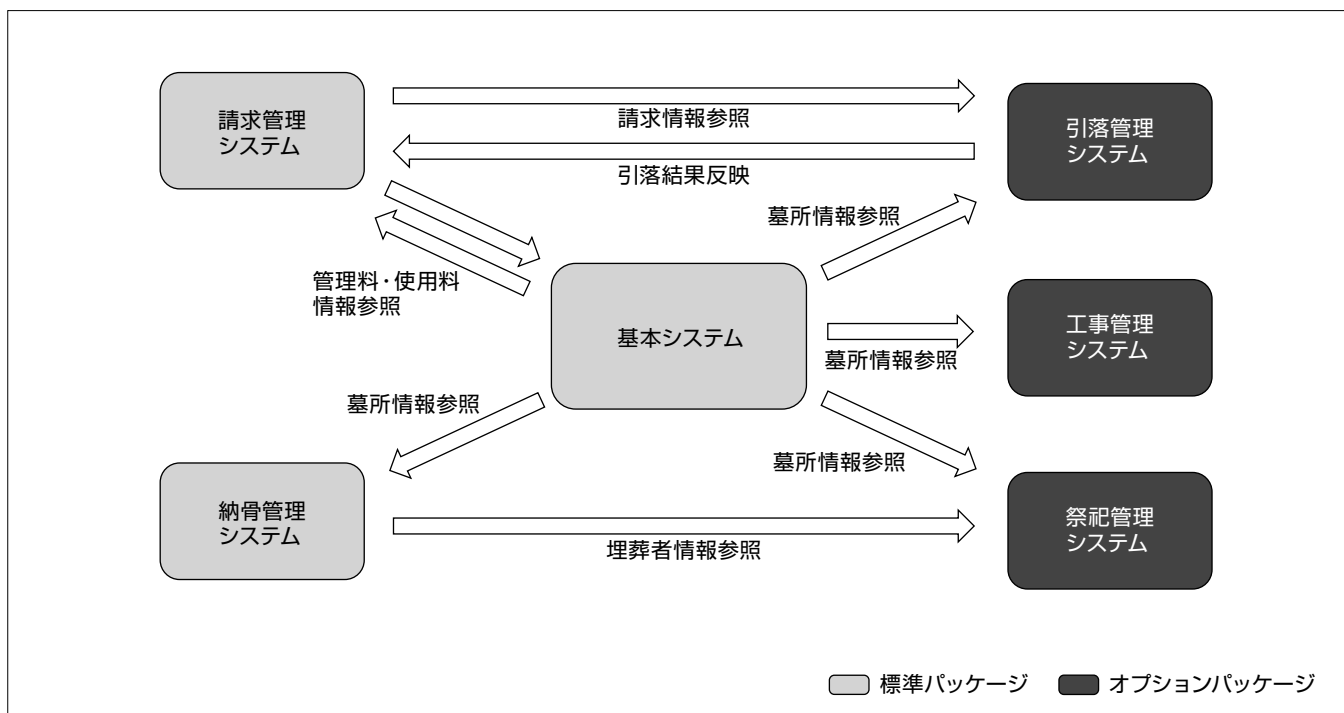 請求管理
システム
請求情報参照
引落結果反映
引落管理
システム
墓所情報参照
管理料・使用料
情報参照
基本システム
工事管理
システム
墓所情報参照
墓所情報参照
墓所情報参照
納骨管理
システム
埋葬者情報参照
祭祀管理
システム
標準パッケージ
オプションパッケージ